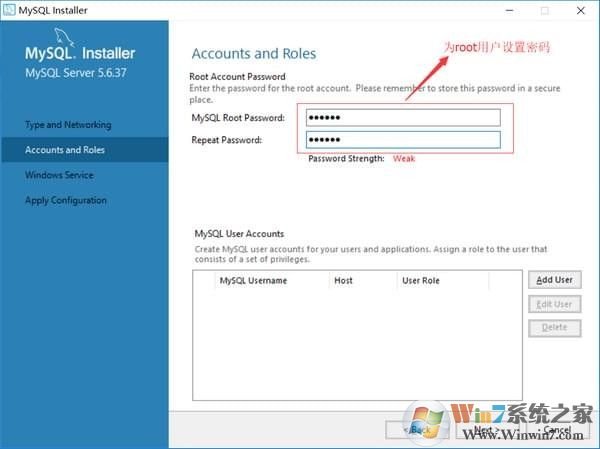 MySQL Installer
MySQL. Installer
MySQL Server 5.6.37
Type and Networking
Accounts and Roles
Windows Service
Apply Configuration
Accounts and Roles
为root用户设置密码
Root Account Password
Enter the password for the root account. Please remember to store this password in a secure
place.
MySQL Root Password: ••••••
Repeat Password: ••••••
Password Strength: Weak
MySQL User Accounts
Create MySQL user accounts for your users and applications. Assign a role to the user that
consists of a set of privileges.
MySQL Username Host User Role
Add User
Edit User
Delete
< Back Next > Cancel
Win7系统之家
Www.Winwin7.com